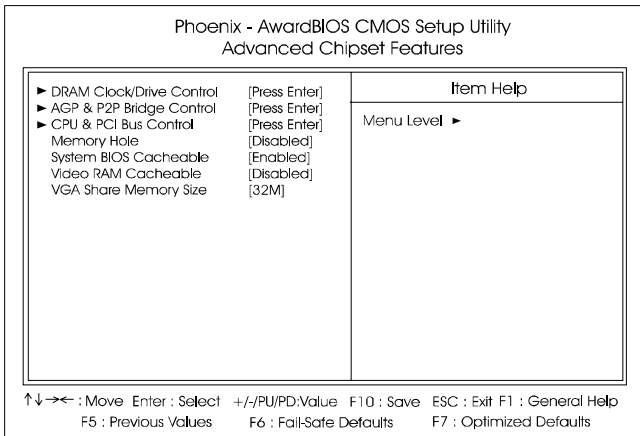 Phoenix - AwardBIOS CMOS Setup Utility
Advanced Chipset Features
► DRAM Clock/Drive Control [Press Enter]
► AGP & P2P Bridge Control [Press Enter]
► CPU & PCI Bus Control [Press Enter]
Memory Hole [Disabled]
System BIOS Cacheable [Enabled]
Video RAM Cacheable [Disabled]
VGA Share Memory Size [32M]
Item Help
Menu Level ►
↑↓→← : Move Enter : Select +/-/PU/PD:Value F10 : Save ESC : Exit F1 : General Help
F5 : Previous Values F6 : Fail-Safe Defaults F7 : Optimized Defaults